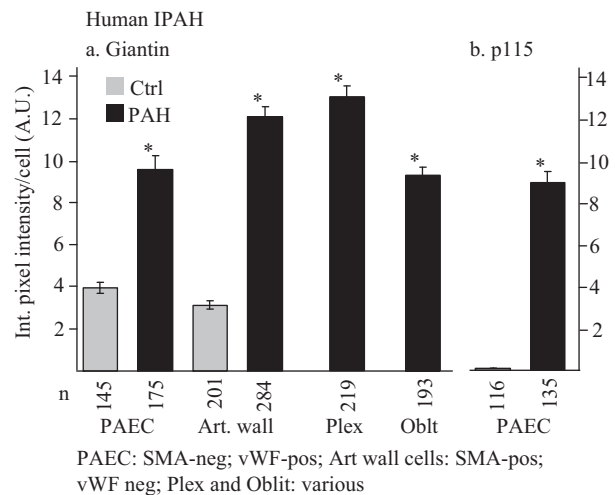 Human IPAH
a. Giantin
b. p115
Ctrl
PAH
Int. pixel intensity/cell (A.U.)
14
12
10
8
6
4
2
* * * * *
14
12
10
8
6
4
2
n 145 175 201 284 219 193 116 135
PAEC Art. wall Plex Oblt PAEC
PAEC: SMA-neg; vWF-pos; Art wall cells: SMA-pos;
vWF neg; Plex and Oblit: various